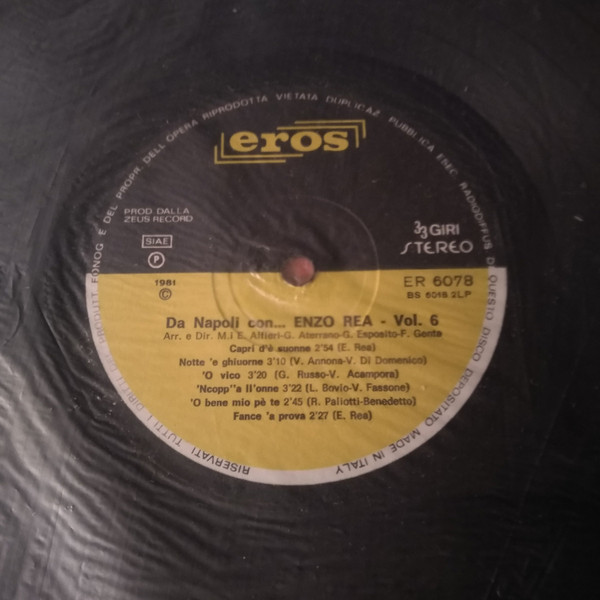 RISERVATI TUTTI I DIRITTI DEL PRODUTT. FONOG E DEL PROPR. DELL'OPERA RIPRODOTTA VIETATA DUPLICAZ. PUBBLICA ESEC. RADIODIFFUS DI QUESTO DISCO DEPOSITATO MADE IN ITALY
eros
PROD. DALLA
ZEUS RECORD
SIAE
P
1981
©
33 GIRI
STEREO
ER 6078
BS 6018 2LP
Da Napoli con... ENZO REA - Vol. 6
Arr. e Dir. M.i E. Alfieri-G. Aterrano-G. Esposito-F. Gente
Capri d'è suonne 2'54 (E. Rea)
Notte 'e ghiuorne 3'10 (V. Annona-V. Di Domenico)
'O vico 3'20 (G. Russo-V. Acampora)
'Ncopp''a ll'onne 3'22 (L. Bovio-V. Fassone)
'O bene mio pè te 2'45 (R. Paliotti-Benedetto)
Fance 'a prova 2'27 (E. Rea)